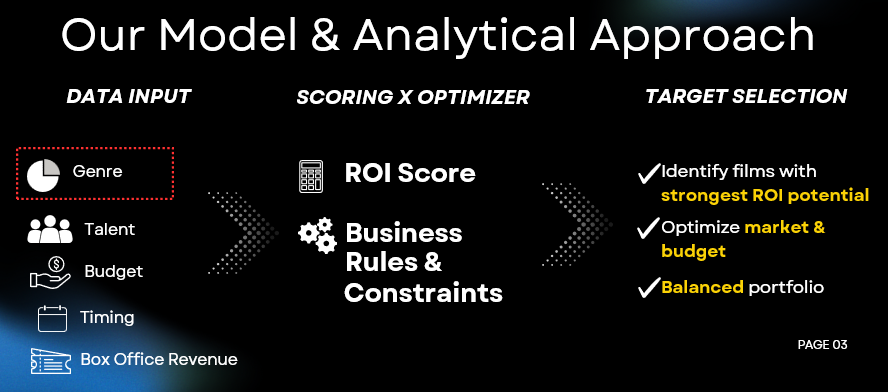 Our Model & Analytical Approach
DATA INPUT
Genre
Talent
Budget
Timing
Box Office Revenue
SCORING X OPTIMIZER
ROI Score
Business
Rules &
Constraints
TARGET SELECTION
Identify films with
strongest ROI potential
Optimize market &
budget
Balanced portfolio
PAGE 03